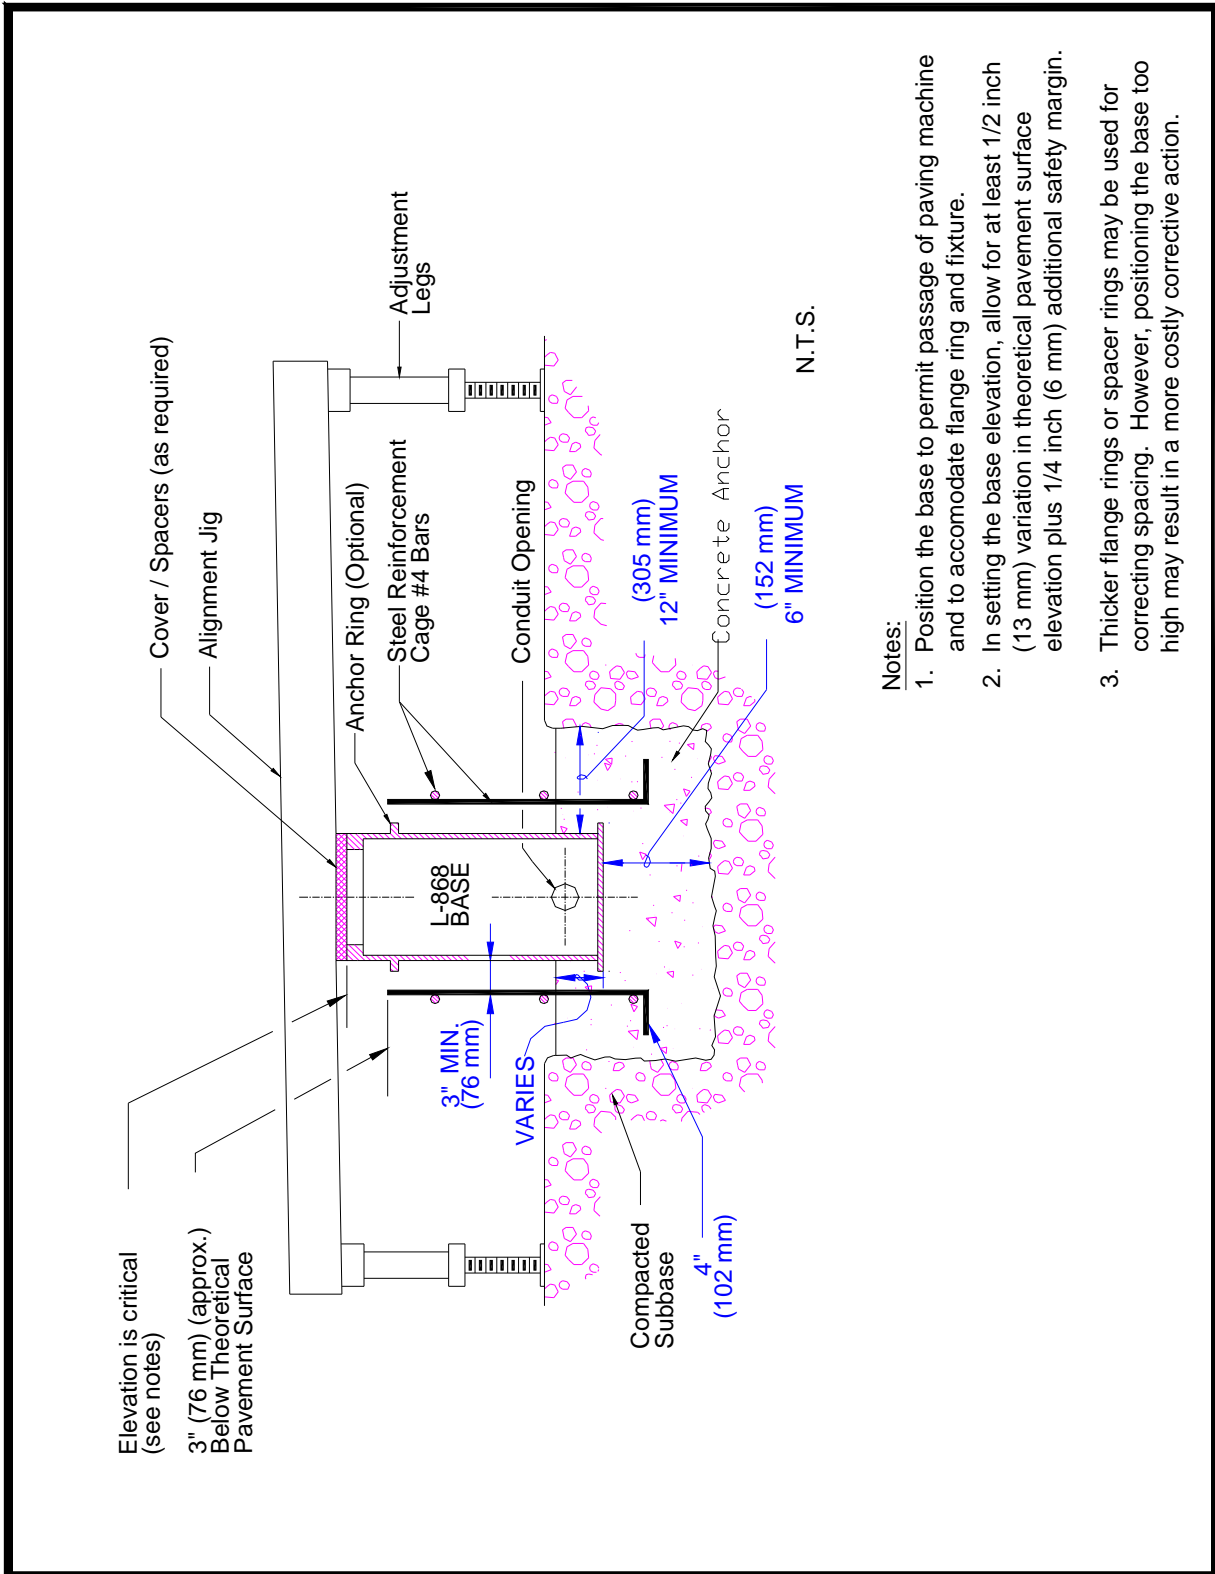 Elevation is critical
(see notes)
3" (76 mm) (approx.)
Below Theoretical
Pavement Surface
Cover / Spacers (as required)
Alignment Jig
Adjustment
Legs
Anchor Ring (Optional)
Steel Reinforcement
Cage #4 Bars
Conduit Opening
L-868
BASE
3" MIN.
(76 mm)
VARIES
(305 mm)
12" MINIMUM
Concrete Anchor
(152 mm)
6" MINIMUM
Compacted
Subbase
4"
(102 mm)
N.T.S.
Notes:
1. Position the base to permit passage of paving machine
and to accomodate flange ring and fixture.
2. In setting the base elevation, allow for at least 1/2 inch
(13 mm) variation in theoretical pavement surface
elevation plus 1/4 inch (6 mm) additional safety margin.
3. Thicker flange rings or spacer rings may be used for
correcting spacing. However, positioning the base too
high may result in a more costly corrective action.